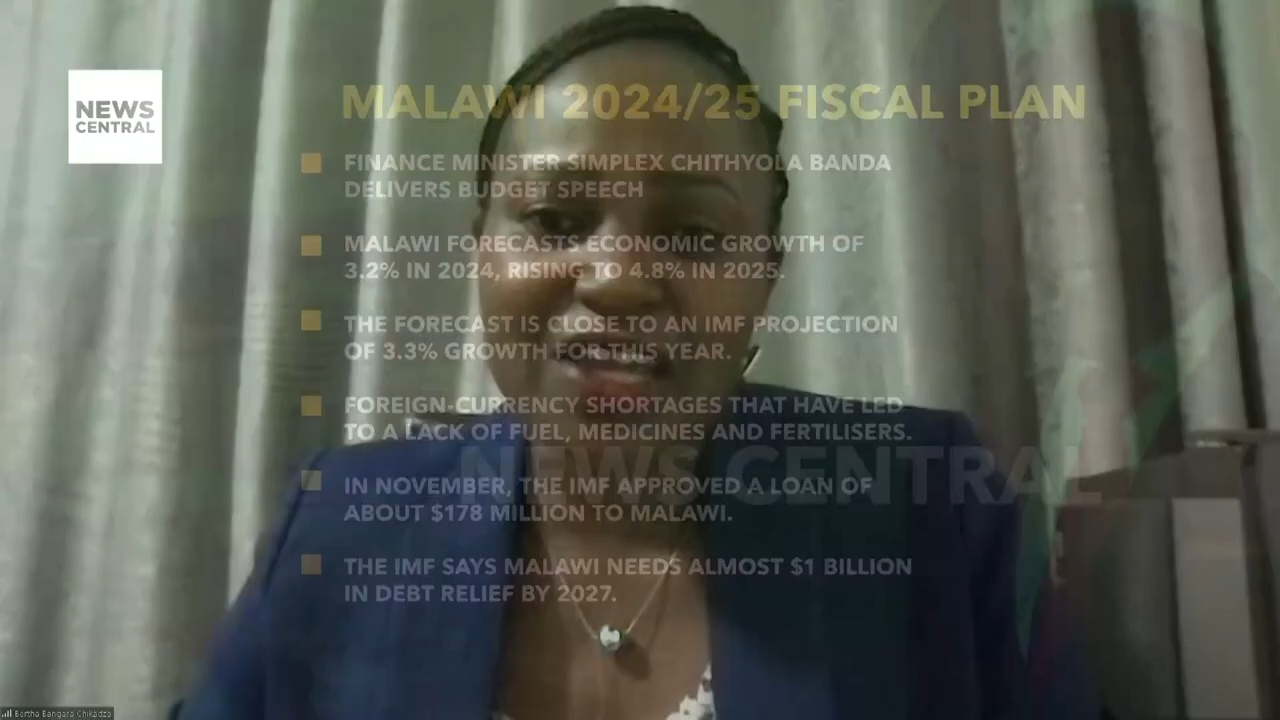 NEWS
CENTRAL
MALAWI 2024/25 FISCAL PLAN
FINANCE MINISTER SIMPLEX CHITHYOLA BANDA
DELIVERS BUDGET SPEECH
MALAWI FORECASTS ECONOMIC GROWTH OF
3.2% IN 2024, RISING TO 4.8% IN 2025.
THE FORECAST IS CLOSE TO AN IMF PROJECTION
OF 3.3% GROWTH FOR THIS YEAR.
FOREIGN-CURRENCY SHORTAGES THAT HAVE LED
TO A LACK OF FUEL, MEDICINES AND FERTILISERS.
NEWS CENTRAL
IN NOVEMBER, THE IMF APPROVED A LOAN OF
ABOUT $178 MILLION TO MALAWI.
THE IMF SAYS MALAWI NEEDS ALMOST $1 BILLION
IN DEBT RELIEF BY 2027.
Bertha Bangara Chikadza